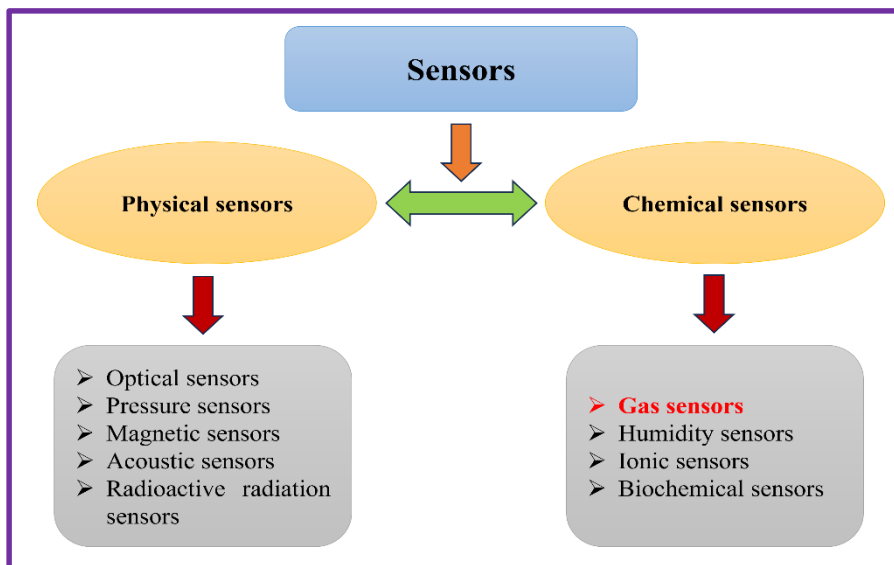 Sensors
Physical sensors
Chemical sensors
➢ Optical sensors
➢ Pressure sensors
➢ Magnetic sensors
➢ Acoustic sensors
➢ Radioactive radiation
sensors
➢ Gas sensors
➢ Humidity sensors
➢ Ionic sensors
➢ Biochemical sensors